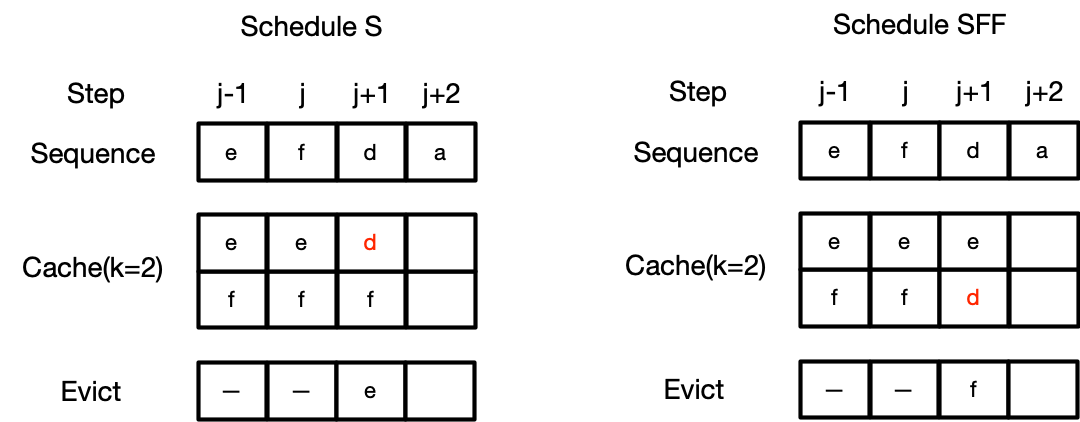 Schedule S
Step j-1 j j+1 j+2
Sequence e f d a
Cache(k=2)
e e d
f f f
Evict — — e
Schedule SFF
Step j-1 j j+1 j+2
Sequence e f d a
Cache(k=2)
e e e
f f d
Evict — — f